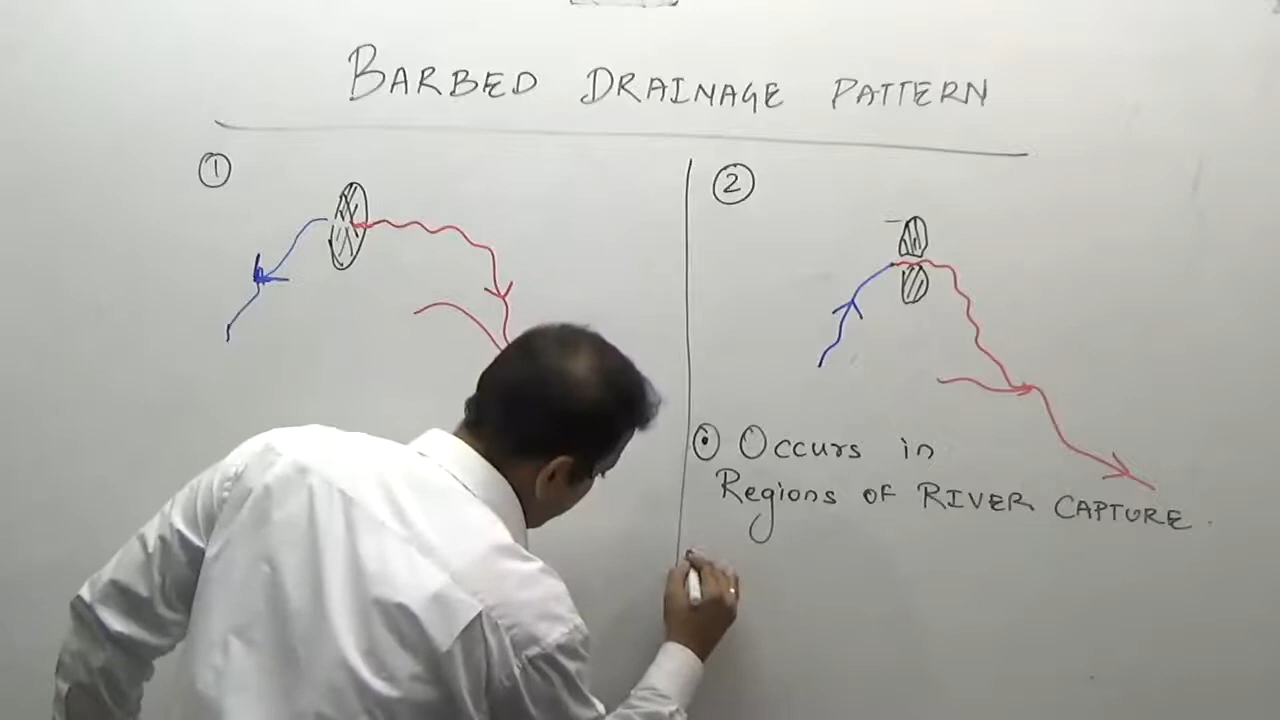 BARBED DRAINAGE PATTERN
1
2
Occurs in
Regions of RIVER CAPTURE.